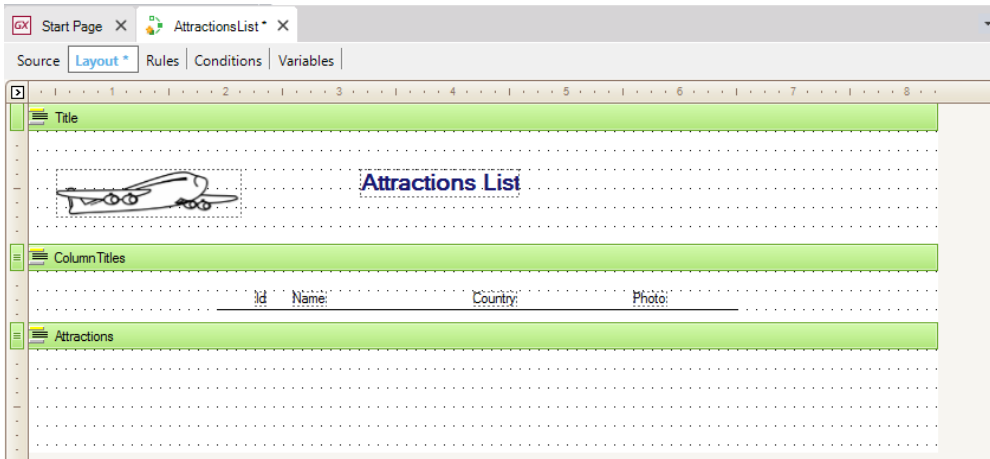 GX Start Page X AttractionsList* X
Source Layout * Rules Conditions Variables
1 2 3 4 5 6 7 8
Title
Attractions List
ColumnTitles
Id Name: Country: Photo:
Attractions